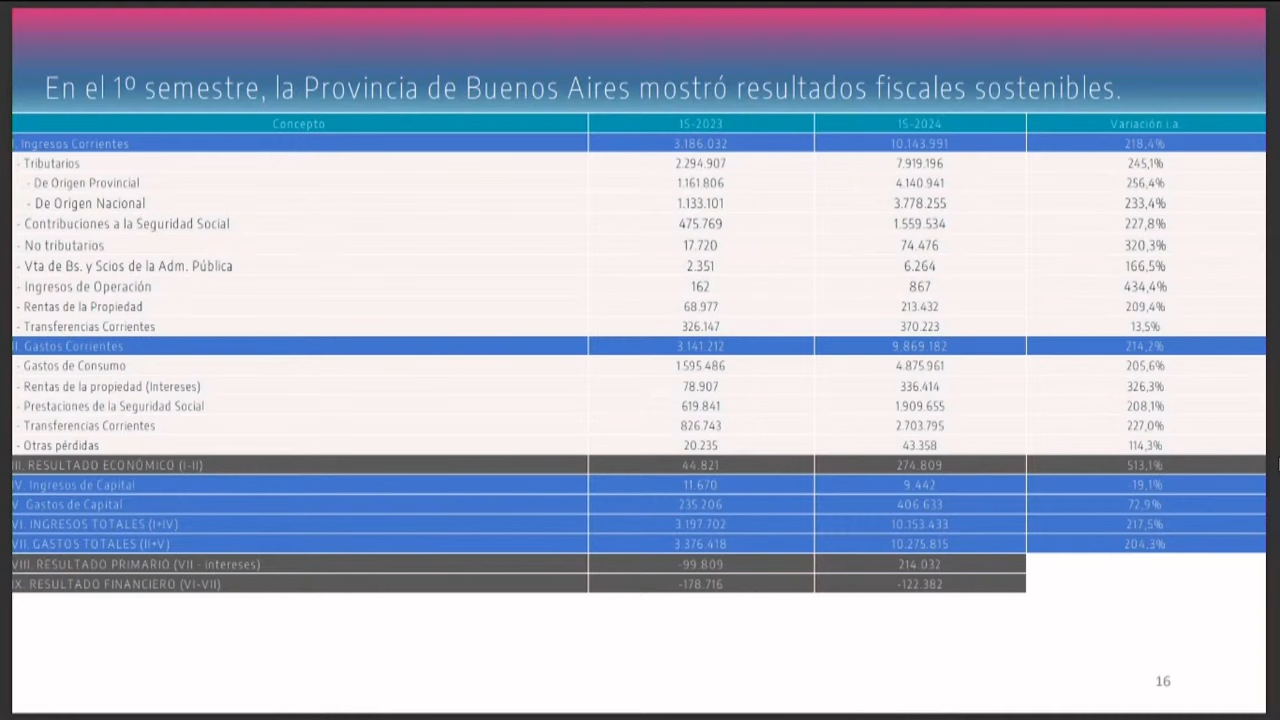 En el 1º semestre, la Provincia de Buenos Aires mostró resultados fiscales sostenibles.
Concepto 1S-2023 1S-2024 Variación i.a
I. Ingresos Corrientes 3.186.032 10.143.991 218,4%
- Tributarios 2.294.907 7.919.196 245,1%
- De Origen Provincial 1.161.806 4.140.941 256,4%
- De Origen Nacional 1.133.101 3.778.255 233,4%
- Contribuciones a la Seguridad Social 475.769 1.559.534 227,8%
- No tributarios 17.720 74.476 320,3%
- Vta de Bs. y Scios de la Adm. Pública 2.351 6.264 166,5%
- Ingresos de Operación 162 867 434,4%
- Rentas de la Propiedad 68.977 213.432 209,4%
- Transferencias Corrientes 326.147 370.223 13,5%
II. Gastos Corrientes 3.141.212 9.869.182 214,2%
- Gastos de Consumo 1.595.486 4.875.961 205,6%
- Rentas de la propiedad (Intereses) 78.907 336.414 326,3%
- Prestaciones de la Seguridad Social 619.841 1.909.655 208,1%
- Transferencias Corrientes 826.743 2.703.795 227,0%
- Otras pérdidas 20.235 43.358 114,3%
III. RESULTADO ECONÓMICO (I-II) 44.821 274.809 513,1%
IV. Ingresos de Capital 11.670 9.442 -19,1%
V. Gastos de Capital 235.206 406.633 72,9%
VI. INGRESOS TOTALES (I+IV) 3.197.702 10.153.433 217,5%
VII. GASTOS TOTALES (II+V) 3.376.418 10.275.815 204,3%
VIII. RESULTADO PRIMARIO (VII - intereses) -99.809 214.032
IX. RESULTADO FINANCIERO (VI-VII) -178.716 -122.382
16